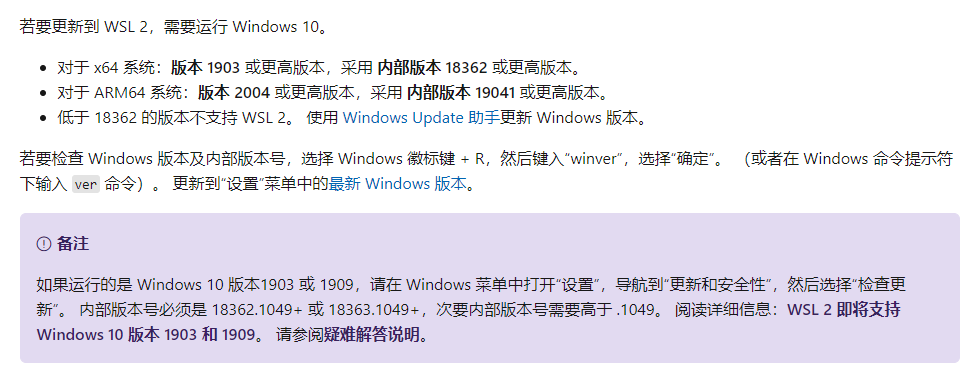 若要更新到 WSL 2，需要运行 Windows 10。
• 对于 x64 系统：版本 1903 或更高版本，采用 内部版本 18362 或更高版本。
• 对于 ARM64 系统：版本 2004 或更高版本，采用 内部版本 19041 或更高版本。
• 低于 18362 的版本不支持 WSL 2。 使用 Windows Update 助手更新 Windows 版本。
若要检查 Windows 版本及内部版本号，选择 Windows 徽标键 + R，然后键入“winver”，选择“确定”。 （或者在 Windows 命令提示符
下输入 ver 命令）。 更新到“设置”菜单中的最新 Windows 版本。
备注
如果运行的是 Windows 10 版本1903 或 1909，请在 Windows 菜单中打开“设置”，导航到“更新和安全性”，然后选择“检查更
新”。 内部版本号必须是 18362.1049+ 或 18363.1049+，次要内部版本号需要高于 .1049。 阅读详细信息：WSL 2 即将支持
Windows 10 版本 1903 和 1909。 请参阅疑难解答说明。